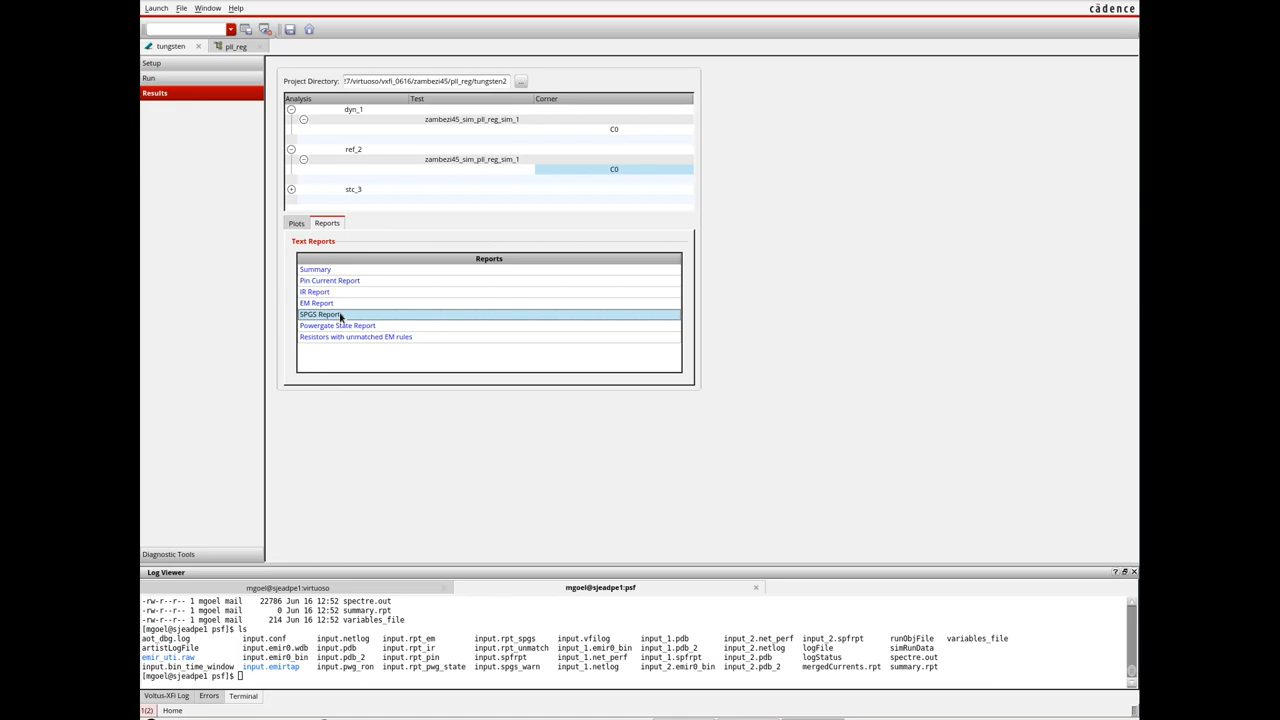 Launch File Window Help cādence
tungsten pll_reg
Setup
Run
Results
Project Directory: :7/virtuoso/vxfi_0616/zambezi45/pll_reg/tungsten2 ...
Analysis Test Corner
dyn_1
zambezi45_sim_pll_reg_sim_1
C0
ref_2
zambezi45_sim_pll_reg_sim_1
C0
stc_3
Plots Reports
Text Reports
Reports
Summary
Pin Current Report
IR Report
EM Report
SPGS Report
Powergate State Report
Resistors with unmatched EM rules
Diagnostic Tools
Log Viewer
mgoel@sjeadpe1:virtuoso mgoel@sjeadpe1:psf
-rw-r--r-- 1 mgoel mail 22786 Jun 16 12:52 spectre.out
-rw-r--r-- 1 mgoel mail 0 Jun 16 12:52 summary.rpt
-rw-r--r-- 1 mgoel mail 214 Jun 16 12:52 variables_file
[mgoel@sjeadpe1 psf]$ ls
aot_dbg.log input.conf input.netlog input.rpt_em input.rpt_spgs input.vfilog input_1.pdb input_2.net_perf input_2.spfrpt runObjFile variables_file
artistLogFile input.emir0.wdb input.pdb input.rpt_ir input.rpt_unmatch input_1.emir0_bin input_1.pdb_2 input_2.netlog logFile simRunData
emir_uti.raw input.emir0_bin input.pdb_2 input.rpt_pin input.spfrpt input_1.net_perf input_1.spfrpt input_2.pdb logStatus spectre.out
input.bin_time_window input.emirtap input.pwg_ron input.rpt_pwg_state input.spgs_warn input_1.netlog input_2.emir0_bin input_2.pdb_2 mergedCurrents.rpt summary.rpt
[mgoel@sjeadpe1 psf]$
Voltus-XFi Log Errors Terminal
1(2) Home